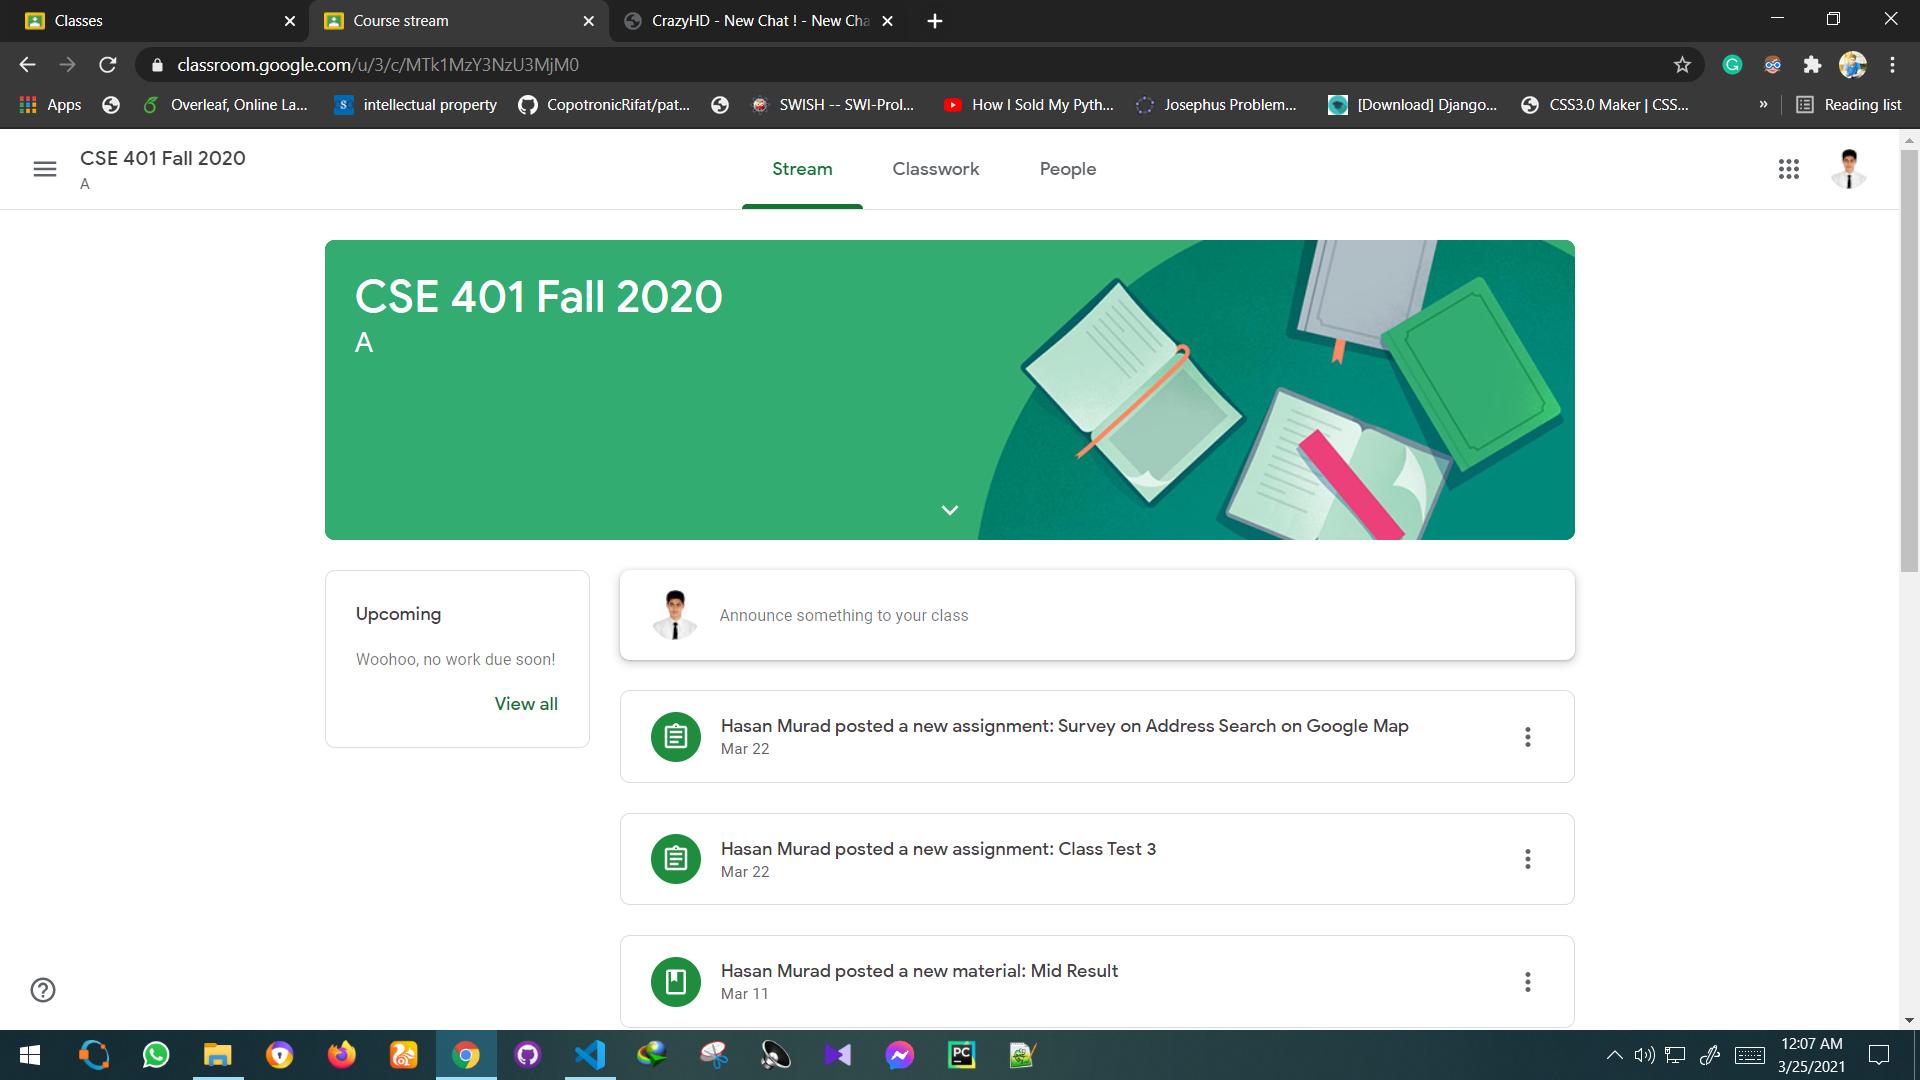 Classes
Course stream
CrazyHD - New Chat ! - New Cha
classroom.google.com/u/3/c/MTk1MzY3NzU3MjM0
Apps
Overleaf, Online La...
intellectual property
CopotronicRifat/pat...
SWISH -- SWI-Prol...
How I Sold My Pyth...
Josephus Problem...
[Download] Django...
CSS3.0 Maker | CSS...
»
Reading list
CSE 401 Fall 2020
A
Stream
Classwork
People
CSE 401 Fall 2020
A
Upcoming
Woohoo, no work due soon!
View all
Announce something to your class
Hasan Murad posted a new assignment: Survey on Address Search on Google Map
Mar 22
Hasan Murad posted a new assignment: Class Test 3
Mar 22
Hasan Murad posted a new material: Mid Result
Mar 11
PC
12:07 AM
3/25/2021